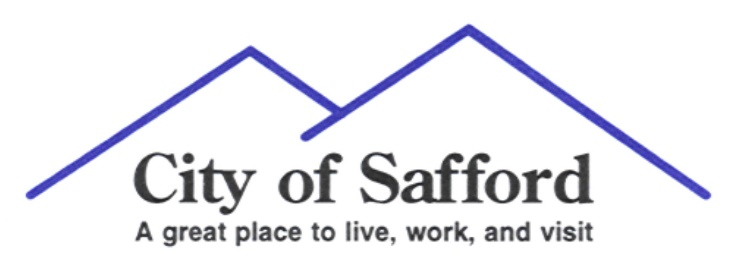 City of Safford
A great place to live, work, and visit